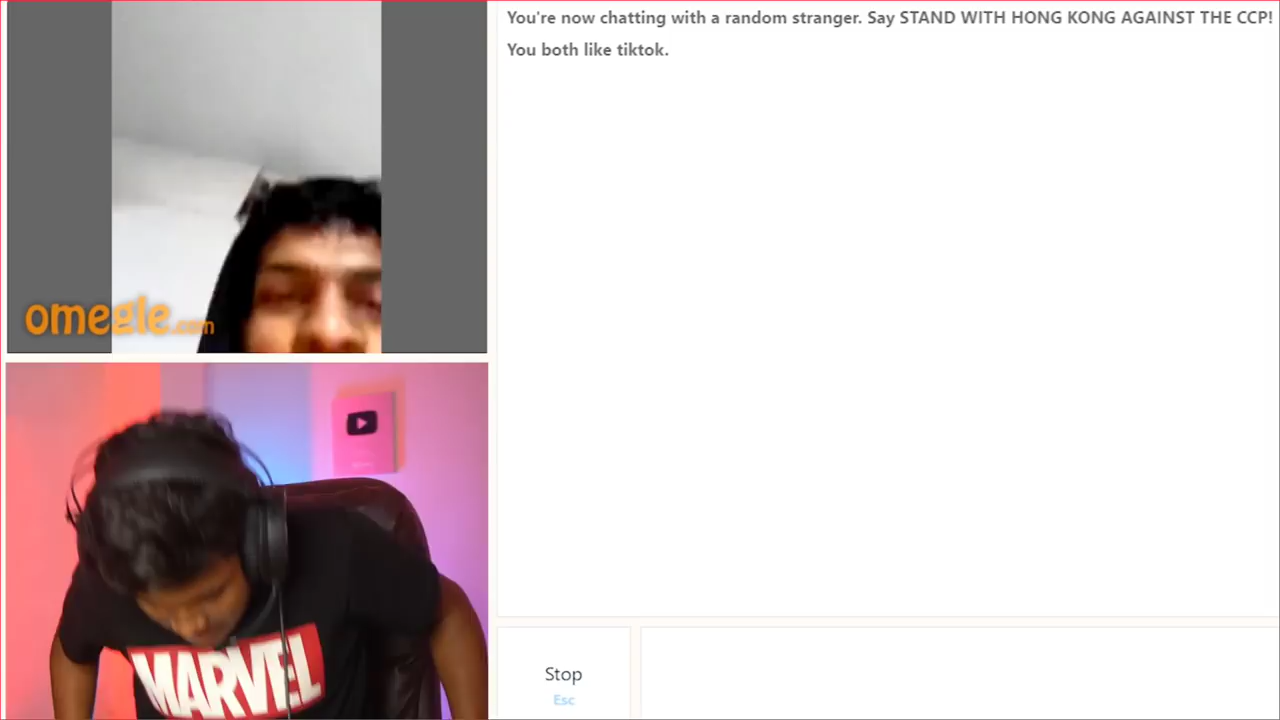 You're now chatting with a random stranger. Say STAND WITH HONG KONG AGAINST THE CCP!
You both like tiktok.
omegle.com
MARVEL
Stop
Esc